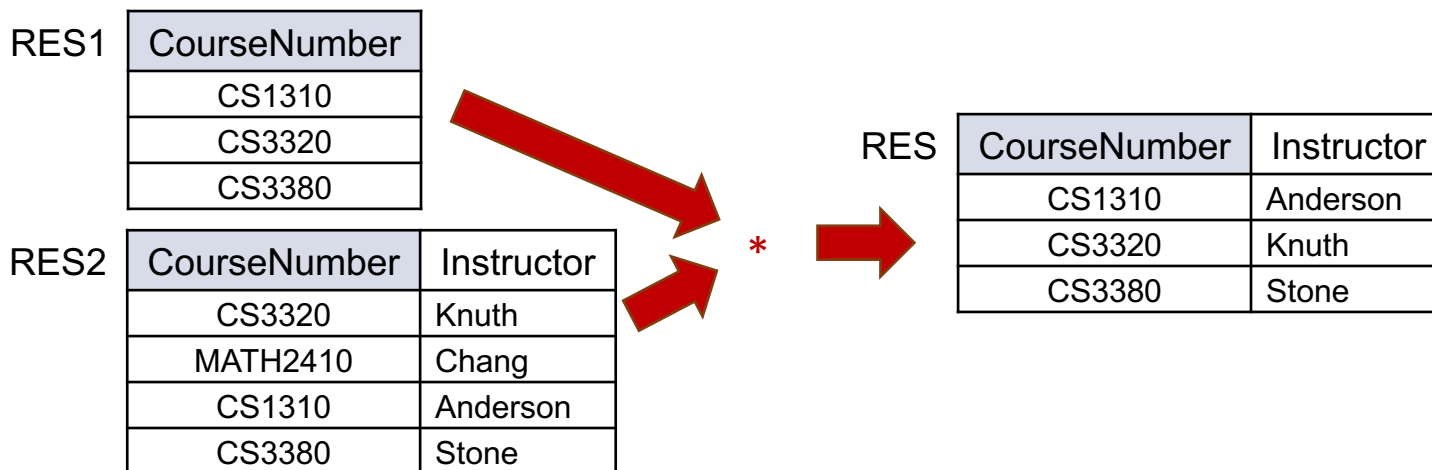 RES1 CourseNumber
CS1310
CS3320
CS3380
RES2 CourseNumber Instructor
CS3320 Knuth
MATH2410 Chang
CS1310 Anderson
CS3380 Stone
*
RES CourseNumber Instructor
CS1310 Anderson
CS3320 Knuth
CS3380 Stone